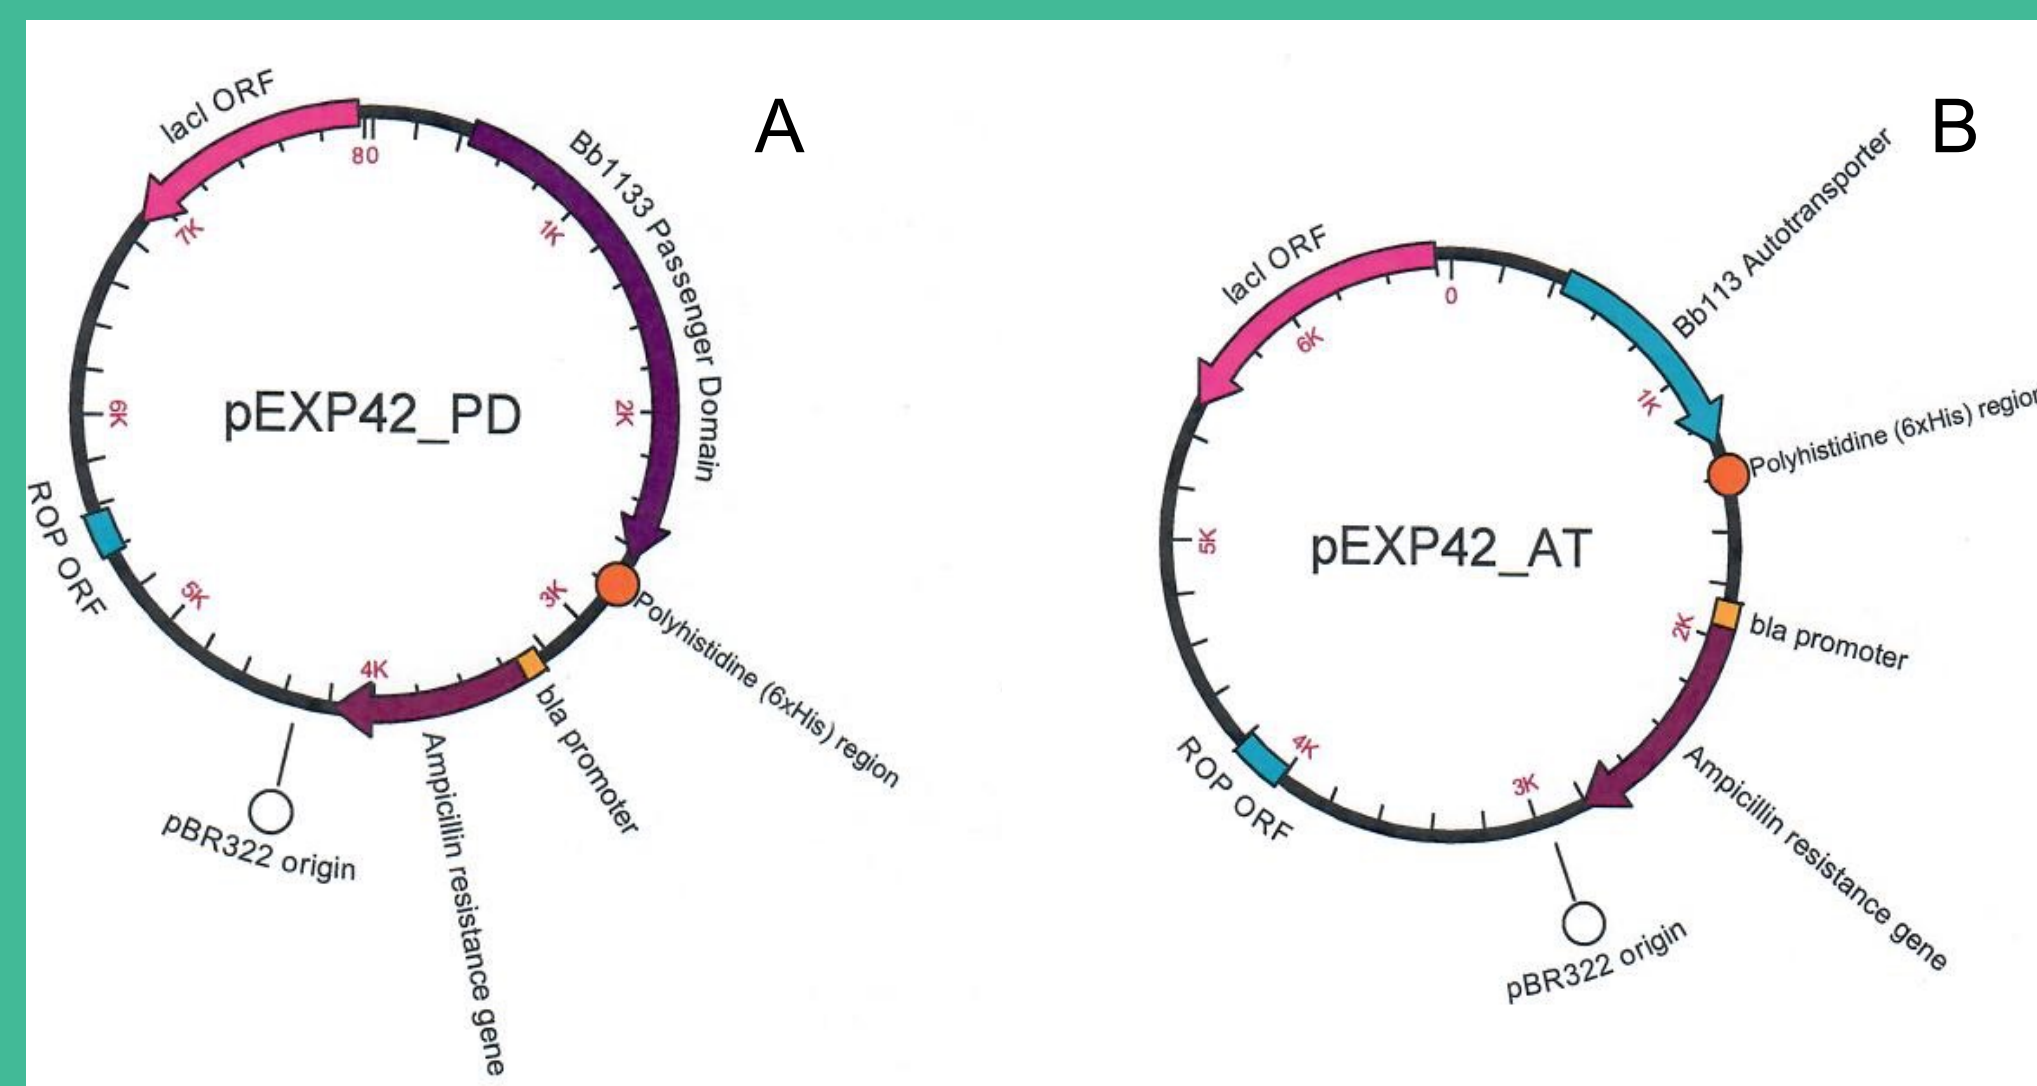 A
lacI ORF
80
Bb1133 Passenger Domain
1K
2K
3K
4K
5K
6K
7K
pEXP42_PD
Polyhistidine (6xHis) region
bla promoter
Ampicillin resistance gene
pBR322 origin
ROP ORF
B
lacI ORF
0
Bb113 Autotransporter
1K
2K
3K
4K
5K
6K
pEXP42_AT
Polyhistidine (6xHis) region
bla promoter
Ampicillin resistance gene
pBR322 origin
ROP ORF